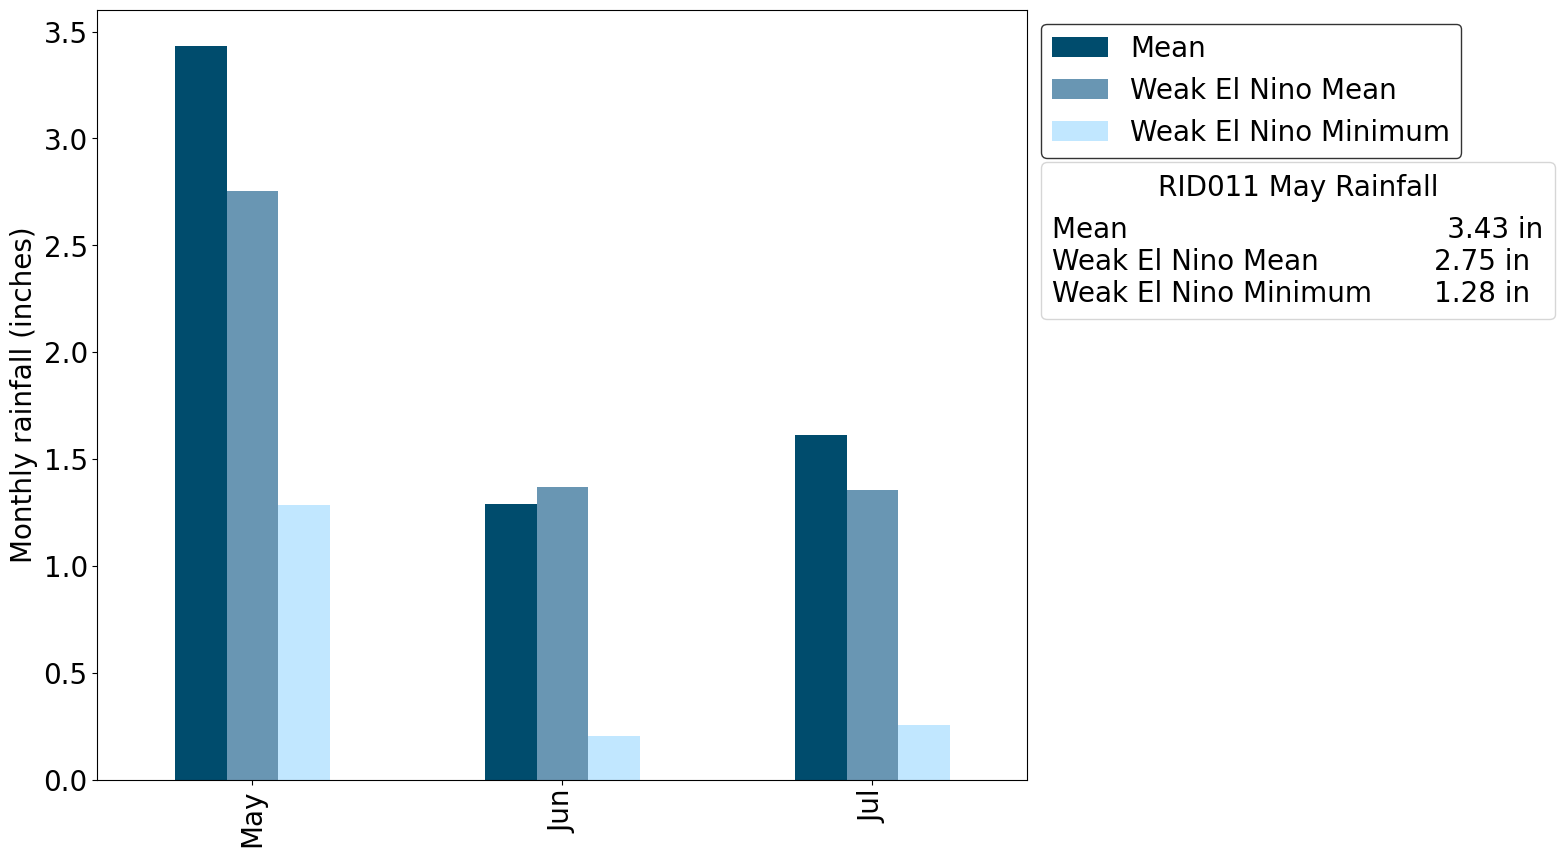 3.5
3.0
2.5
2.0
1.5
1.0
0.5
0.0
Monthly rainfall (inches)
May
Jun
Jul
Mean
Weak El Nino Mean
Weak El Nino Minimum
RID011 May Rainfall
Mean 3.43 in
Weak El Nino Mean 2.75 in
Weak El Nino Minimum 1.28 in